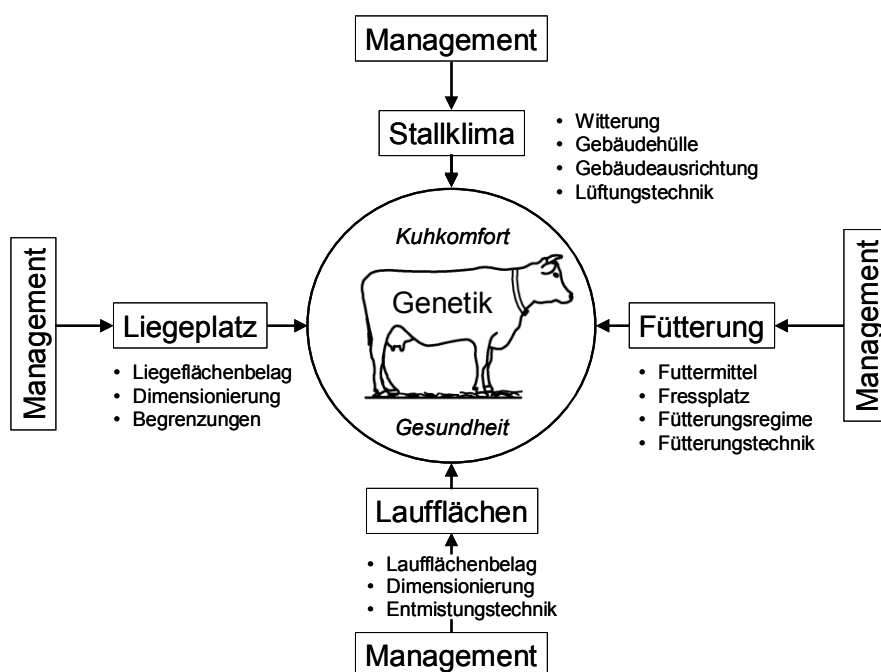 Management
Stallklima
• Witterung
• Gebäudehülle
• Gebäudeausrichtung
• Lüftungstechnik
Kuhkomfort
Genetik
Gesundheit
Management
Liegeplatz
• Liegeflächenbelag
• Dimensionierung
• Begrenzungen
Fütterung
• Futtermittel
• Fressplatz
• Fütterungsregime
• Fütterungstechnik
Management
Laufflächen
• Laufflächenbelag
• Dimensionierung
• Entmistungstechnik
Management